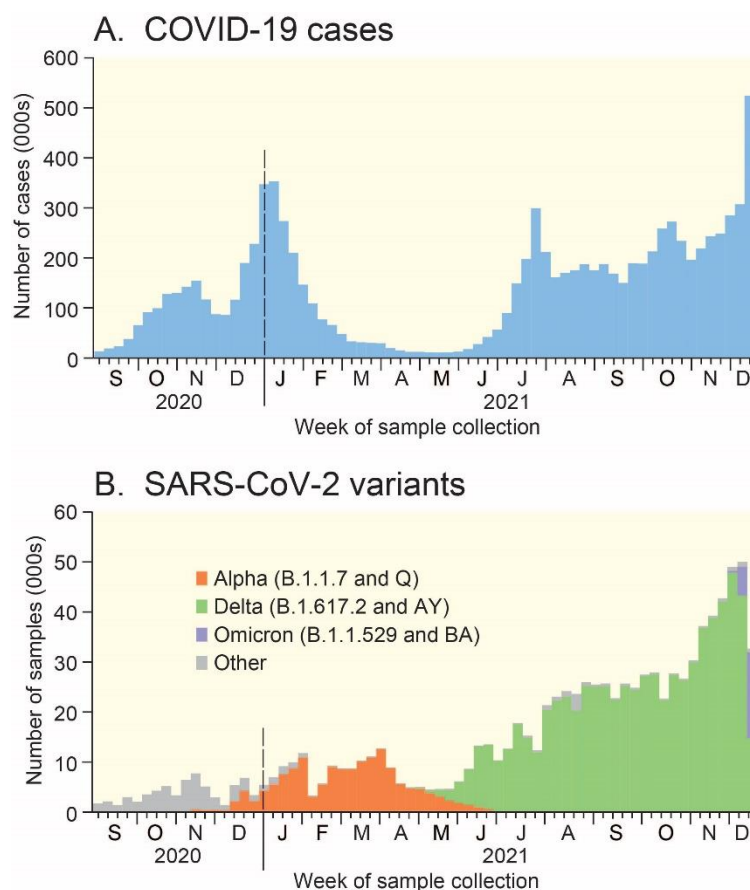 A. COVID-19 cases
Number of cases (000s)
600
500
400
300
200
100
0
S O N D J F M A M J J A S O N D
2020 2021
Week of sample collection
B. SARS-CoV-2 variants
Number of samples (000s)
60
50
40
30
20
10
0
Alpha (B.1.1.7 and Q)
Delta (B.1.617.2 and AY)
Omicron (B.1.1.529 and BA)
Other
S O N D J F M A M J J A S O N D
2020 2021
Week of sample collection